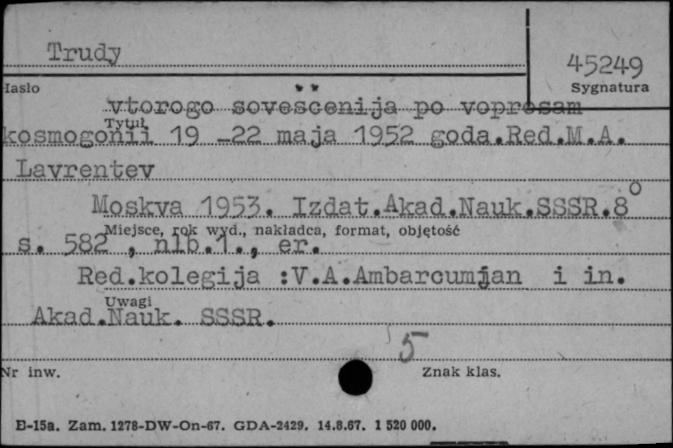 Trudy
45249
Hasło
Sygnatura
vtorogo soveščenija po voprosam
Tytuł
kosmogonii 19 -22 maja 1952 goda.Red.M.A.
Lavrentev
Moskva 1953. Izdat.Akad.Nauk.SSSR.8°
Miejsce, rok wyd., nakładca, format, objętość
s. 582 , nlb.1., er.
Red.kolegija :V.A.Ambarcumjan i in.
Uwagi
Akad.Nauk. SSSR.
5
Nr inw.
Znak klas.
E-15a. Zam. 1278-DW-On-67. GDA-2429. 14.8.67. 1 520 000.